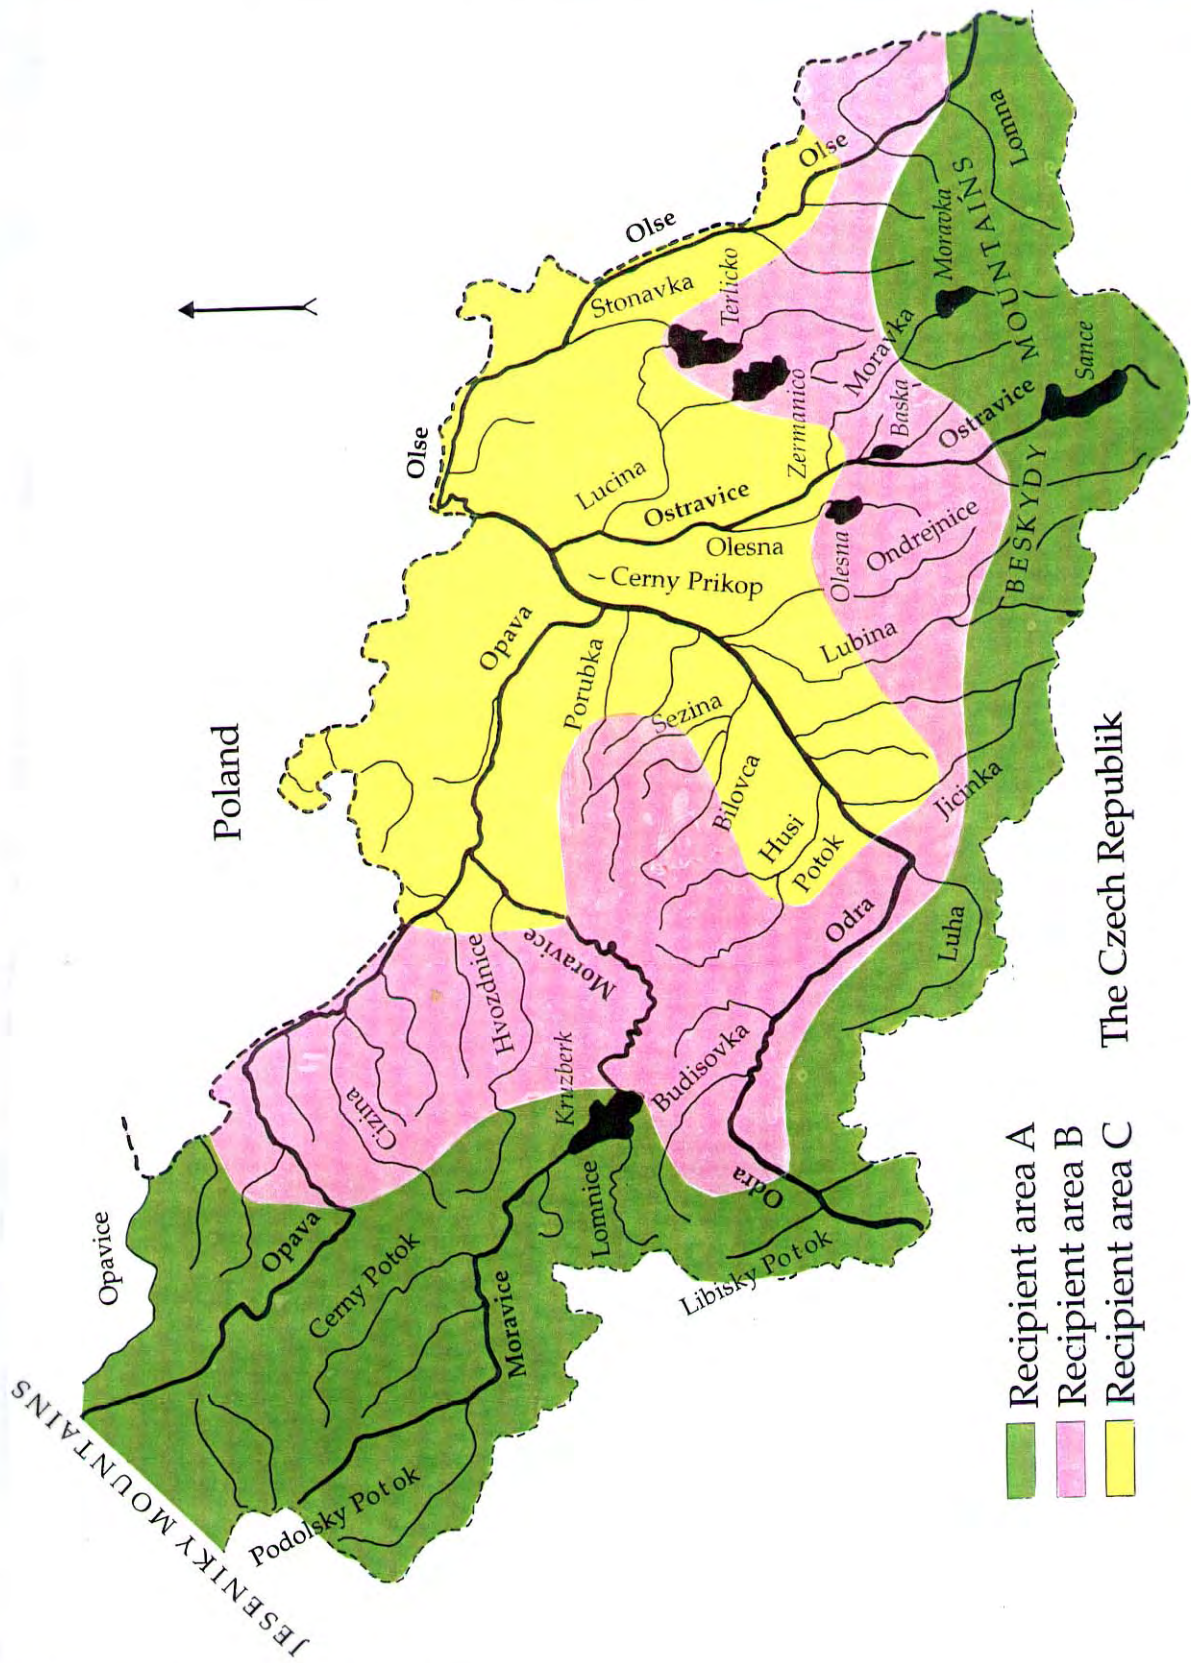 JESENIKY MOUNTAINS
Opavice
Podolsky Potok
Opava
Cerny Potok
Moravice
Lomnice
Libisky Potok
Cizina
Hvozdnice
Kruzberk
Moravice
Budisovka
Odra
Odra
Luha
Poland
Opava
Porubka
Sezina
Bilovca
Husi
Potok
Jicinka
Olse
Lucina
Ostravice
Olesna
Cerny Prikop
Olesna
Ondrejnice
Lubina
BESKYDY
Olse
Stonavka
Terlicko
Zermanico
Moravka
Baska
Ostravice
Olse
Moravka
MOUNTAINS
Lomna
Sance
Recipient area A
Recipient area B
Recipient area C
The Czech Republik